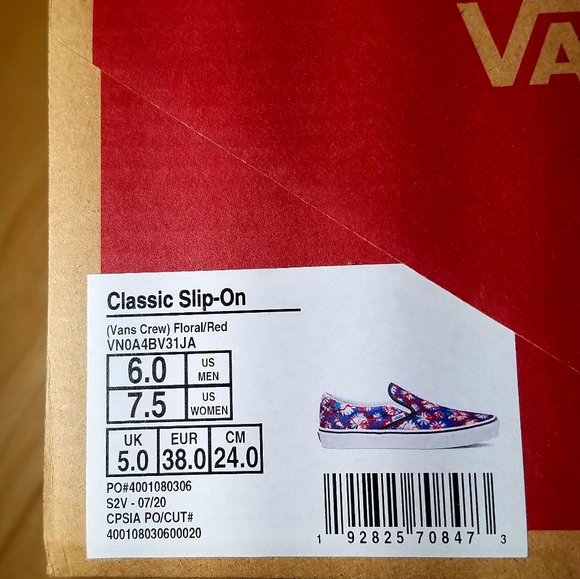 VA
Classic Slip-On
(Vans Crew) Floral/Red
VN0A4BV31JA
6.0 US MEN
7.5 US WOMEN
UK EUR CM
5.0 38.0 24.0
PO#4001080306
S2V - 07/20
CPSIA PO/CUT#
400108030600020
1 92825 70847 3